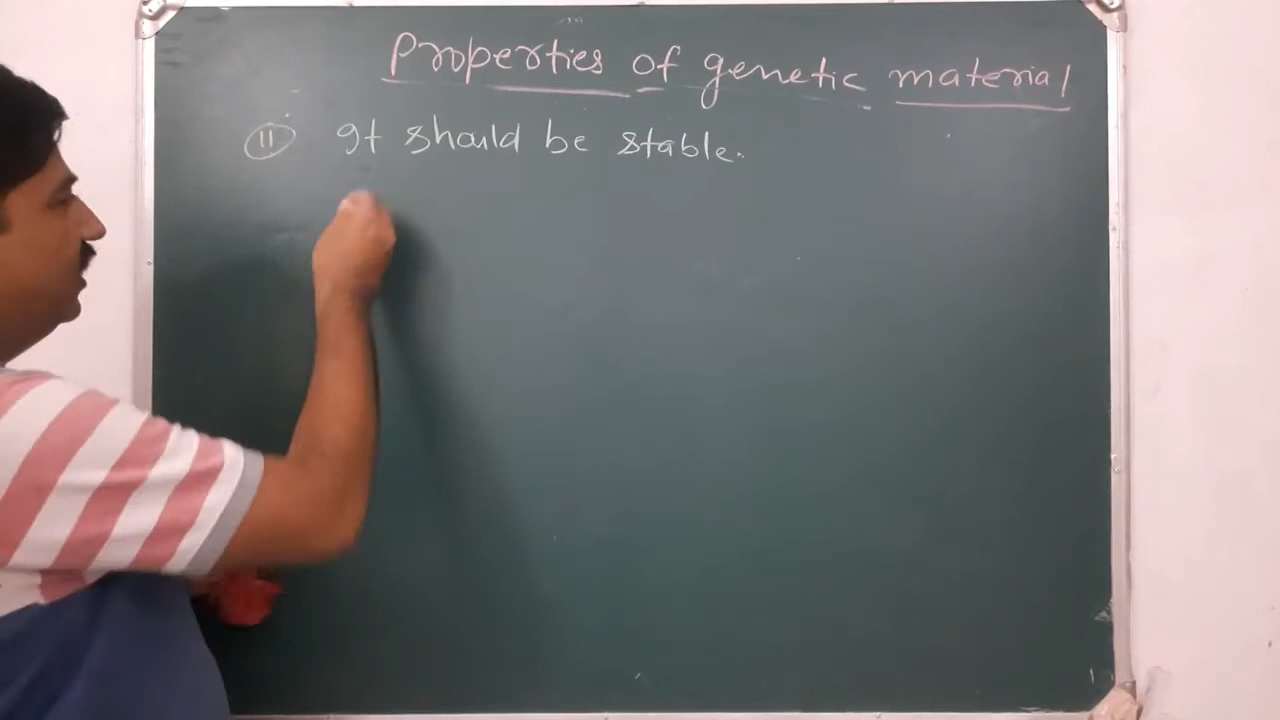 Properties of genetic material
(ii) It should be stable.